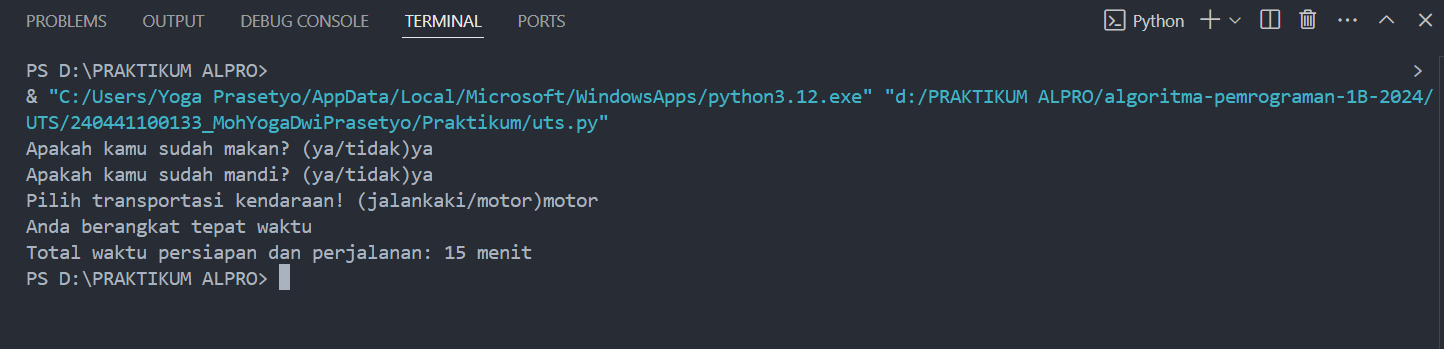 PROBLEMS OUTPUT DEBUG CONSOLE TERMINAL PORTS Python
PS D:\PRAKTIKUM ALPRO>
& "C:/Users/Yoga Prasetyo/AppData/Local/Microsoft/WindowsApps/python3.12.exe" "d:/PRAKTIKUM ALPRO/algoritma-pemrograman-1B-2024/
UTS/240441100133_MohYogaDwiPrasetyo/Praktikum/uts.py"
Apakah kamu sudah makan? (ya/tidak)ya
Apakah kamu sudah mandi? (ya/tidak)ya
Pilih transportasi kendaraan! (jalankaki/motor)motor
Anda berangkat tepat waktu
Total waktu persiapan dan perjalanan: 15 menit
PS D:\PRAKTIKUM ALPRO>